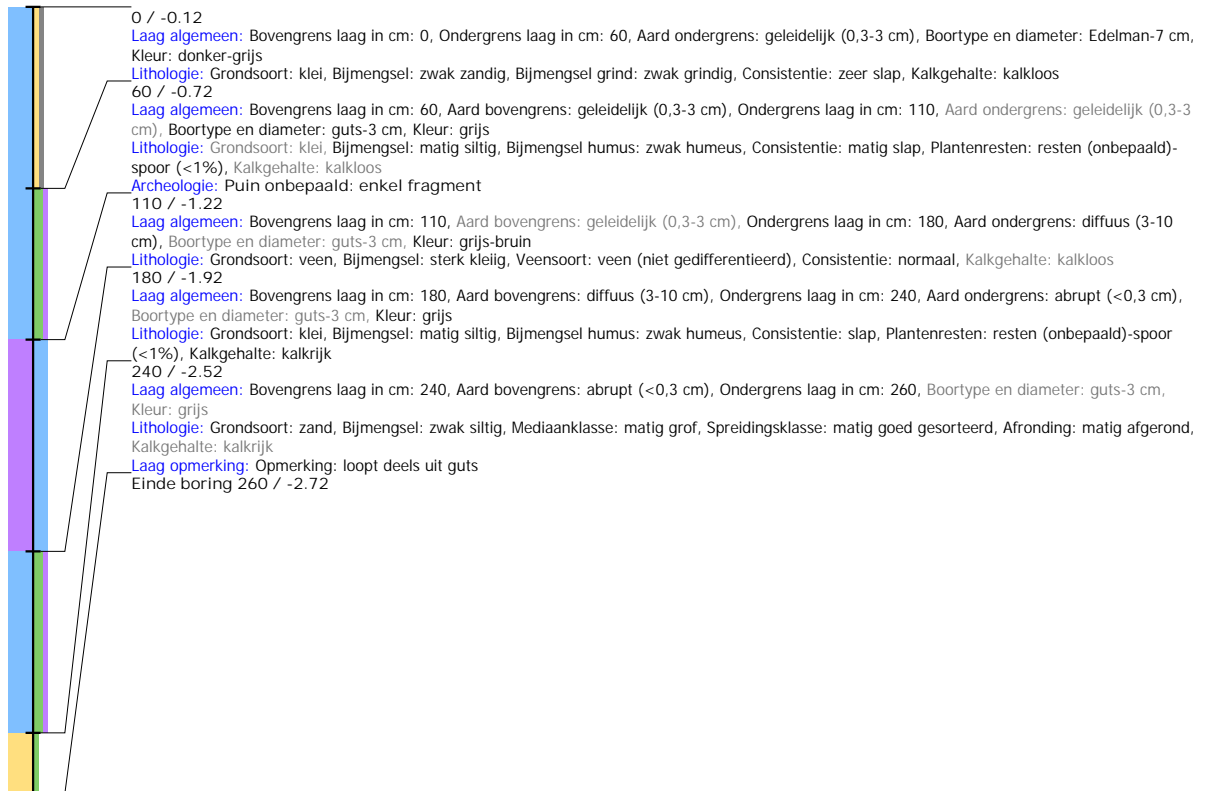 0 / -0.12
Laag algemeen: Bovengrens laag in cm: 0, Ondergrens laag in cm: 60, Aard ondergrens: geleidelijk (0,3-3 cm), Boortype en diameter: Edelman-7 cm,
Kleur: donker-grijs
Lithologie: Grondsoort: klei, Bijmengsel: zwak zandig, Bijmengsel grind: zwak grindig, Consistentie: zeer slap, Kalkgehalte: kalkloos
60 / -0.72
Laag algemeen: Bovengrens laag in cm: 60, Aard bovengrens: geleidelijk (0,3-3 cm), Ondergrens laag in cm: 110, Aard ondergrens: geleidelijk (0,3-3
cm), Boortype en diameter: guts-3 cm, Kleur: grijs
Lithologie: Grondsoort: klei, Bijmengsel: matig siltig, Bijmengsel humus: zwak humeus, Consistentie: matig slap, Plantenresten: resten (onbepaald)-
spoor (<1%), Kalkgehalte: kalkloos
Archeologie: Puin onbepaald: enkel fragment
110 / -1.22
Laag algemeen: Bovengrens laag in cm: 110, Aard bovengrens: geleidelijk (0,3-3 cm), Ondergrens laag in cm: 180, Aard ondergrens: diffuus (3-10
cm), Boortype en diameter: guts-3 cm, Kleur: grijs-bruin
Lithologie: Grondsoort: veen, Bijmengsel: sterk kleiig, Veensoort: veen (niet gedifferentieerd), Consistentie: normaal, Kalkgehalte: kalkloos
180 / -1.92
Laag algemeen: Bovengrens laag in cm: 180, Aard bovengrens: diffuus (3-10 cm), Ondergrens laag in cm: 240, Aard ondergrens: abrupt (<0,3 cm),
Boortype en diameter: guts-3 cm, Kleur: grijs
Lithologie: Grondsoort: klei, Bijmengsel: matig siltig, Bijmengsel humus: zwak humeus, Consistentie: slap, Plantenresten: resten (onbepaald)-spoor
(<1%), Kalkgehalte: kalkrijk
240 / -2.52
Laag algemeen: Bovengrens laag in cm: 240, Aard bovengrens: abrupt (<0,3 cm), Ondergrens laag in cm: 260, Boortype en diameter: guts-3 cm,
Kleur: grijs
Lithologie: Grondsoort: zand, Bijmengsel: zwak siltig, Mediaanklasse: matig grof, Spreidingsklasse: matig goed gesorteerd, Afronding: matig afgerond,
Kalkgehalte: kalkrijk
Laag opmerking: Opmerking: loopt deels uit guts
Einde boring 260 / -2.72